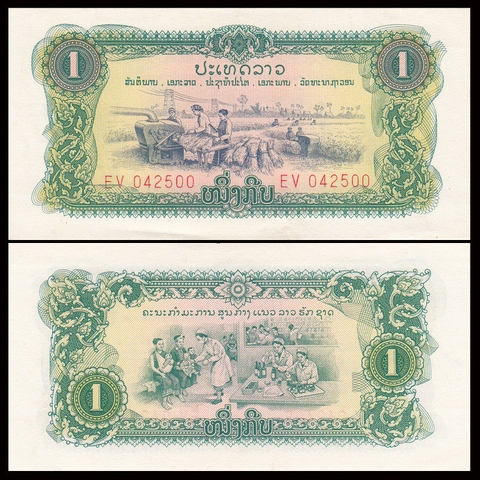 1 ປະເທດລາວ 1
ສັນຕິພາບ , ເອກະລາດ , ປະຊາທິປະໄຕ , ເອກະພາບ , ວັດທະນາຖາວອນ
EV 042500 EV 042500
ໜຶ່ງກີບ
ຄະນະກຳມະການ ສູນກາງ ແນວ ລາວ ຮັກ ຊາດ
1 1
ໜຶ່ງກີບ